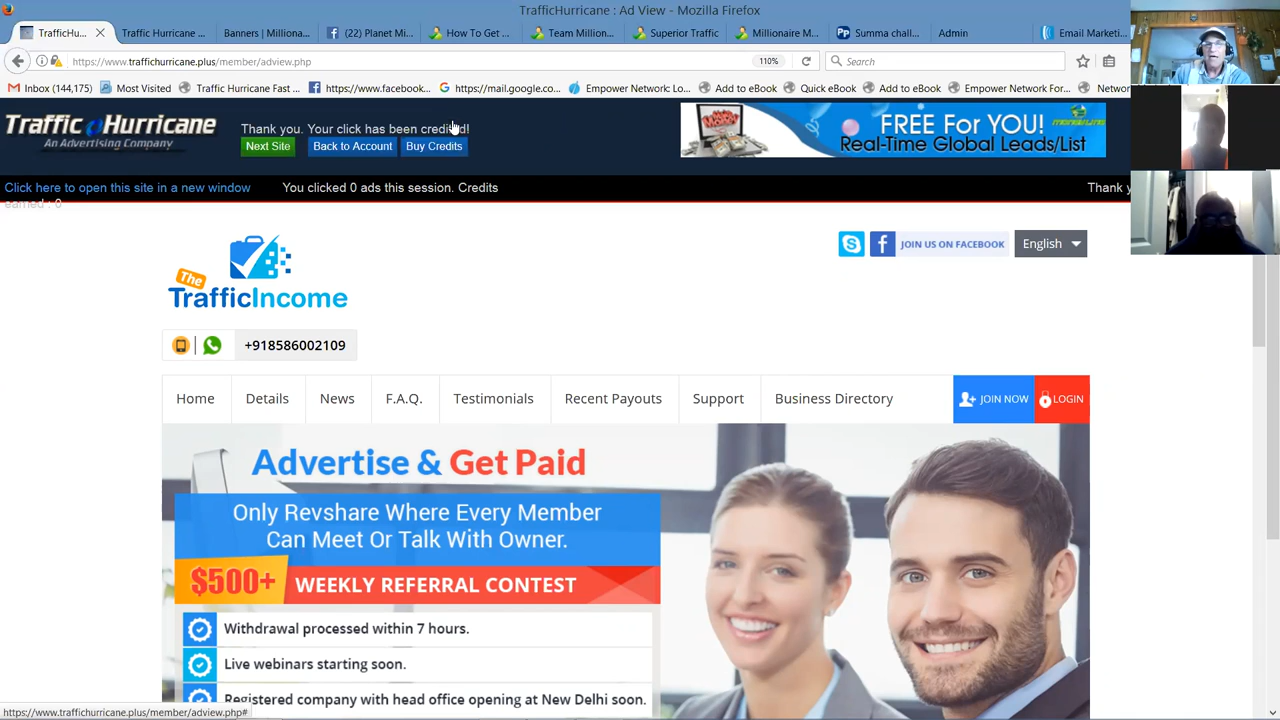 TrafficHurricane : Ad View - Mozilla Firefox
TrafficHu...
Traffic Hurricane ...
Banners | Milliona...
(22) Planet Mi...
How To Get ...
Team Million...
Superior Traffic
Millionaire M...
Summa chall...
Admin
Email Marketi...
https://www.traffichurricane.plus/member/adview.php
110%
Search
Inbox (144,175)
Most Visited
Traffic Hurricane Fast ...
https://www.facebook....
https://mail.google.co...
Empower Network: Lo...
Add to eBook
Quick eBook
Add to eBook
Empower Network For...
Networ
Traffic Hurricane
An Advertising Company
Thank you. Your click has been credited!
Next Site
Back to Account
Buy Credits
FREE For YOU!
Real-Time Global Leads/List
Click here to open this site in a new window
You clicked 0 ads this session. Credits
Thank y
earned : 0
The
TrafficIncome
JOIN US ON FACEBOOK
English
+918586002109
Home
Details
News
F.A.Q.
Testimonials
Recent Payouts
Support
Business Directory
JOIN NOW
LOGIN
Advertise & Get Paid
Only Revshare Where Every Member
Can Meet Or Talk With Owner.
$500+ WEEKLY REFERRAL CONTEST
Withdrawal processed within 7 hours.
Live webinars starting soon.
Registered company with head office opening at New Delhi soon.
https://www.traffichurricane.plus/member/adview.php#